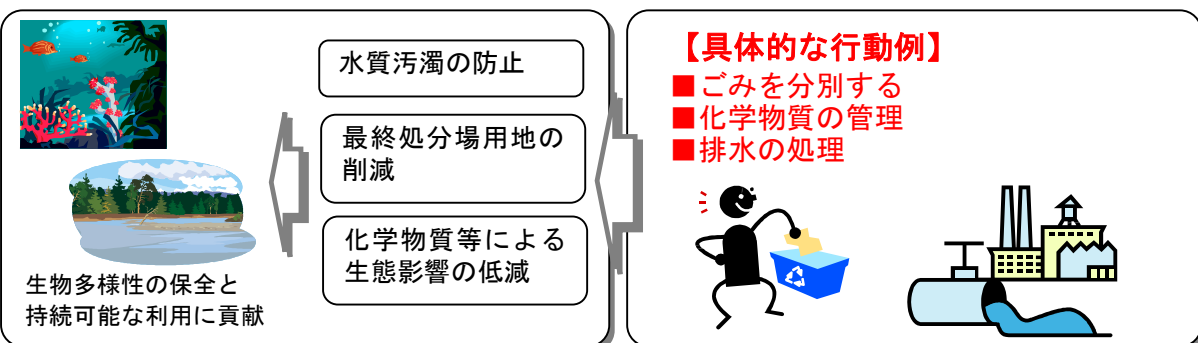 水質汚濁の防止
最終処分場用地の
削減
化学物質等による
生態影響の低減
生物多様性の保全と
持続可能な利用に貢献
【具体的な行動例】
■ごみを分別する
■化学物質の管理
■排水の処理